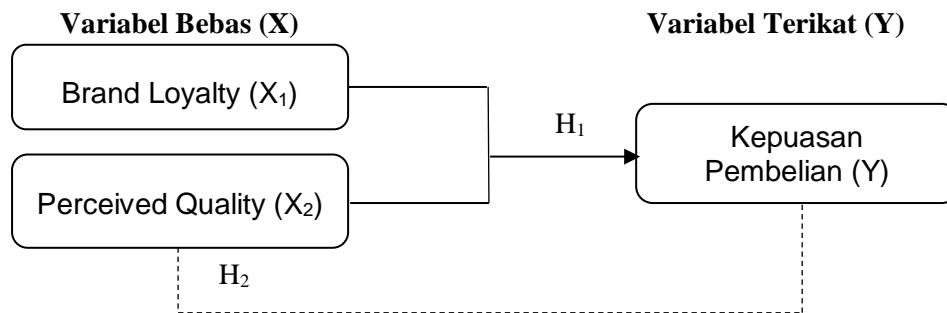 Variabel Bebas (X)
Variabel Terikat (Y)
Brand Loyalty (X₁)
H₁
Kepuasan
Pembelian (Y)
Perceived Quality (X₂)
H₂